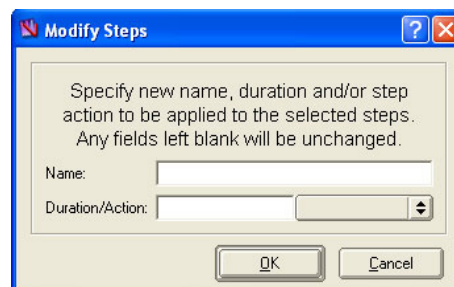 Modify Steps
Specify new name, duration and/or step
action to be applied to the selected steps.
Any fields left blank will be unchanged.
Name:
Duration/Action:
OK
Cancel